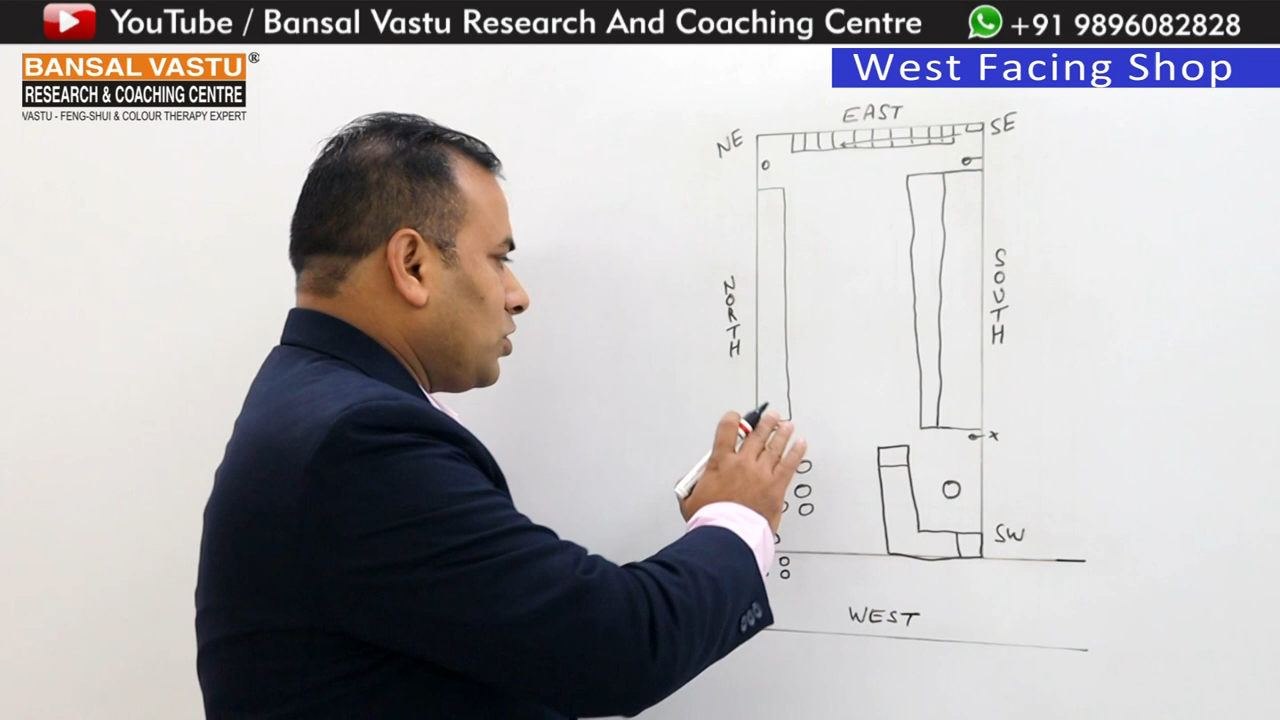 YouTube / Bansal Vastu Research And Coaching Centre
+91 9896082828
BANSAL VASTU®
RESEARCH & COACHING CENTRE
VASTU - FENG-SHUI & COLOUR THERAPY EXPERT
West Facing Shop
EAST
NE
SE
NORTH
SOUTH
x
SW
WEST